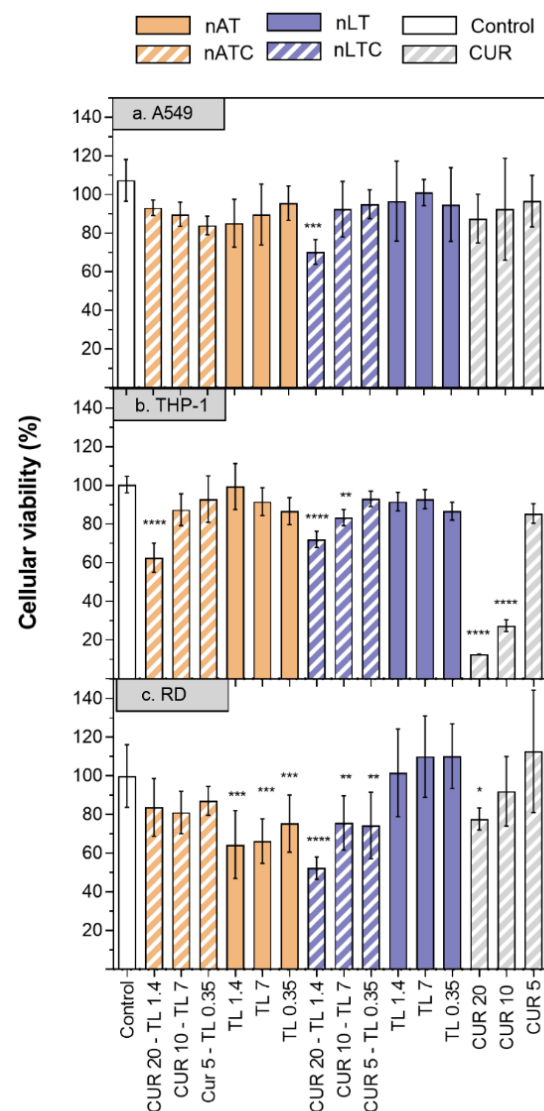 nAT nLT Control
nATC nLTC CUR
Cellular viability (%)
a. A549
140
120
100
80
60
40
20
***
b. THP-1
140
120
100
80
60
40
20
**** **** ** **** ****
c. RD
140
120
100
80
60
40
20
*** *** *** **** ** ** *
Control
CUR 20 - TL 1.4
CUR 10 - TL 7
Cur 5 - TL 0.35
TL 1.4
TL 7
TL 0.35
CUR 20 - TL 1.4
CUR 10 - TL 7
CUR 5 - TL 0.35
TL 1.4
TL 7
TL 0.35
CUR 20
CUR 10
CUR 5